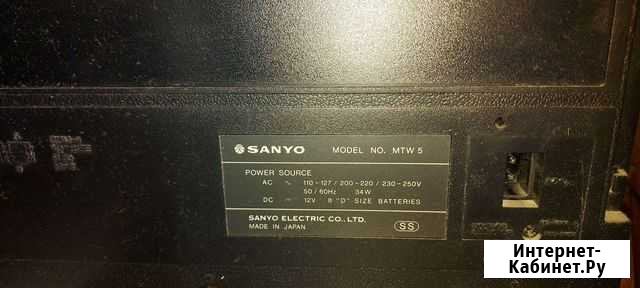 SANYO MODEL NO. MTW 5
POWER SOURCE
AC ~ 110-127 / 200-220 / 230-250V
50 / 60Hz 34W
DC ⎓ 12V 8 "D" SIZE BATTERIES
SANYO ELECTRIC CO., LTD.
MADE IN JAPAN
SS
Интернет-
Кабинет.Ру